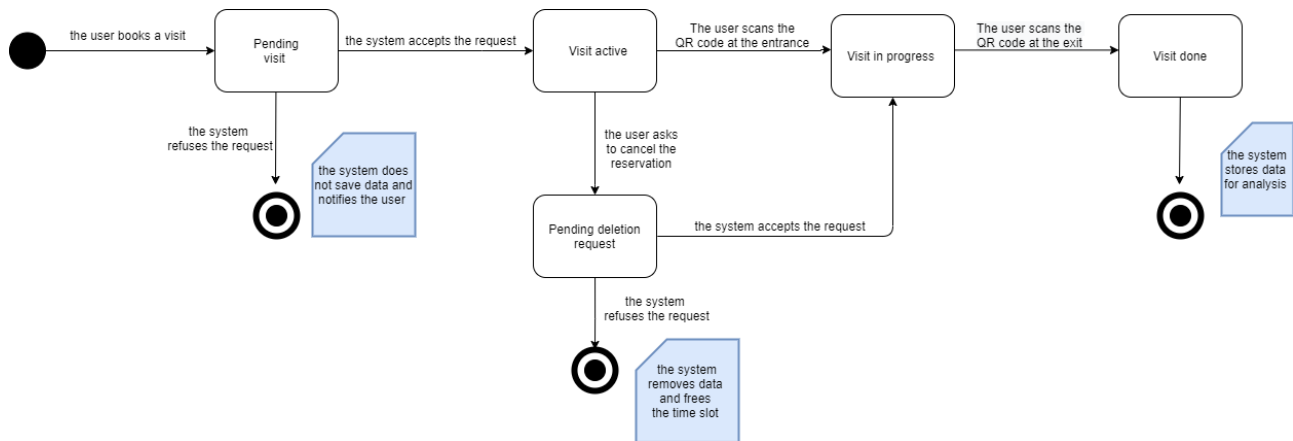 the user books a visit
Pending
visit
the system accepts the request
Visit active
The user scans the
QR code at the entrance
Visit in progress
The user scans the
QR code at the exit
Visit done
the system
refuses the request
the system does
not save data and
notifies the user
the user asks
to cancel the
reservation
the system
stores data
for analysis
Pending deletion
request
the system accepts the request
the system
refuses the request
the system
removes data
and frees
the time slot